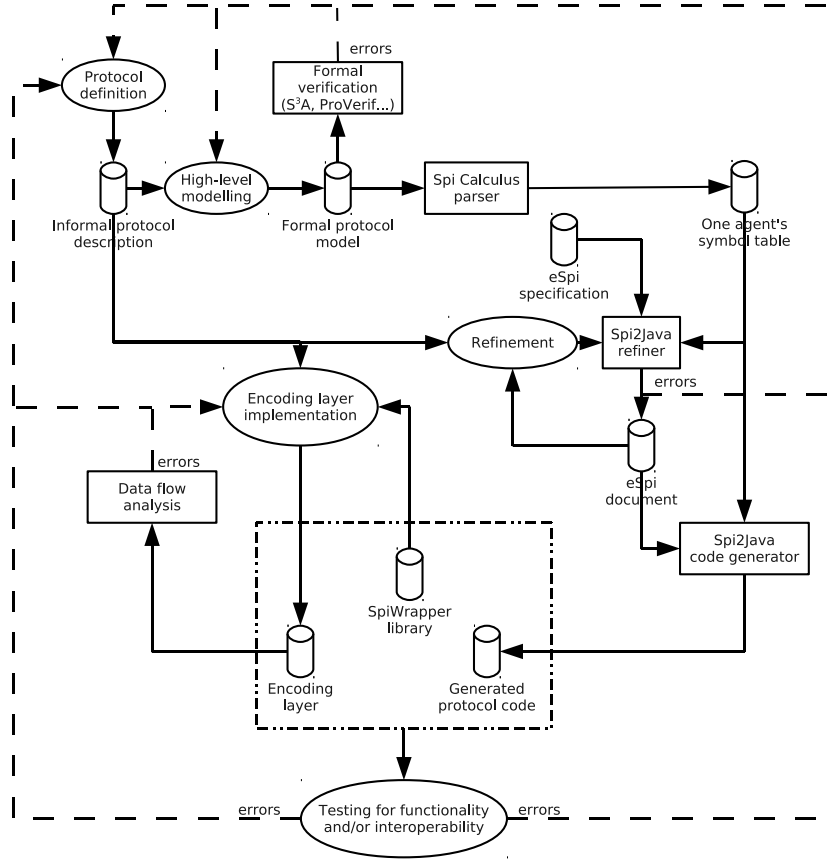 errors
Protocol
definition
Formal
verification
(S³A, ProVerif...)
High-level
modelling
Spi Calculus
parser
Informal protocol
description
Formal protocol
model
One agent's
symbol table
eSpi
specification
Refinement
Spi2Java
refiner
errors
Encoding layer
implementation
errors
Data flow
analysis
eSpi
document
Spi2Java
code generator
SpiWrapper
library
Encoding
layer
Generated
protocol code
errors
Testing for functionality
and/or interoperability
errors